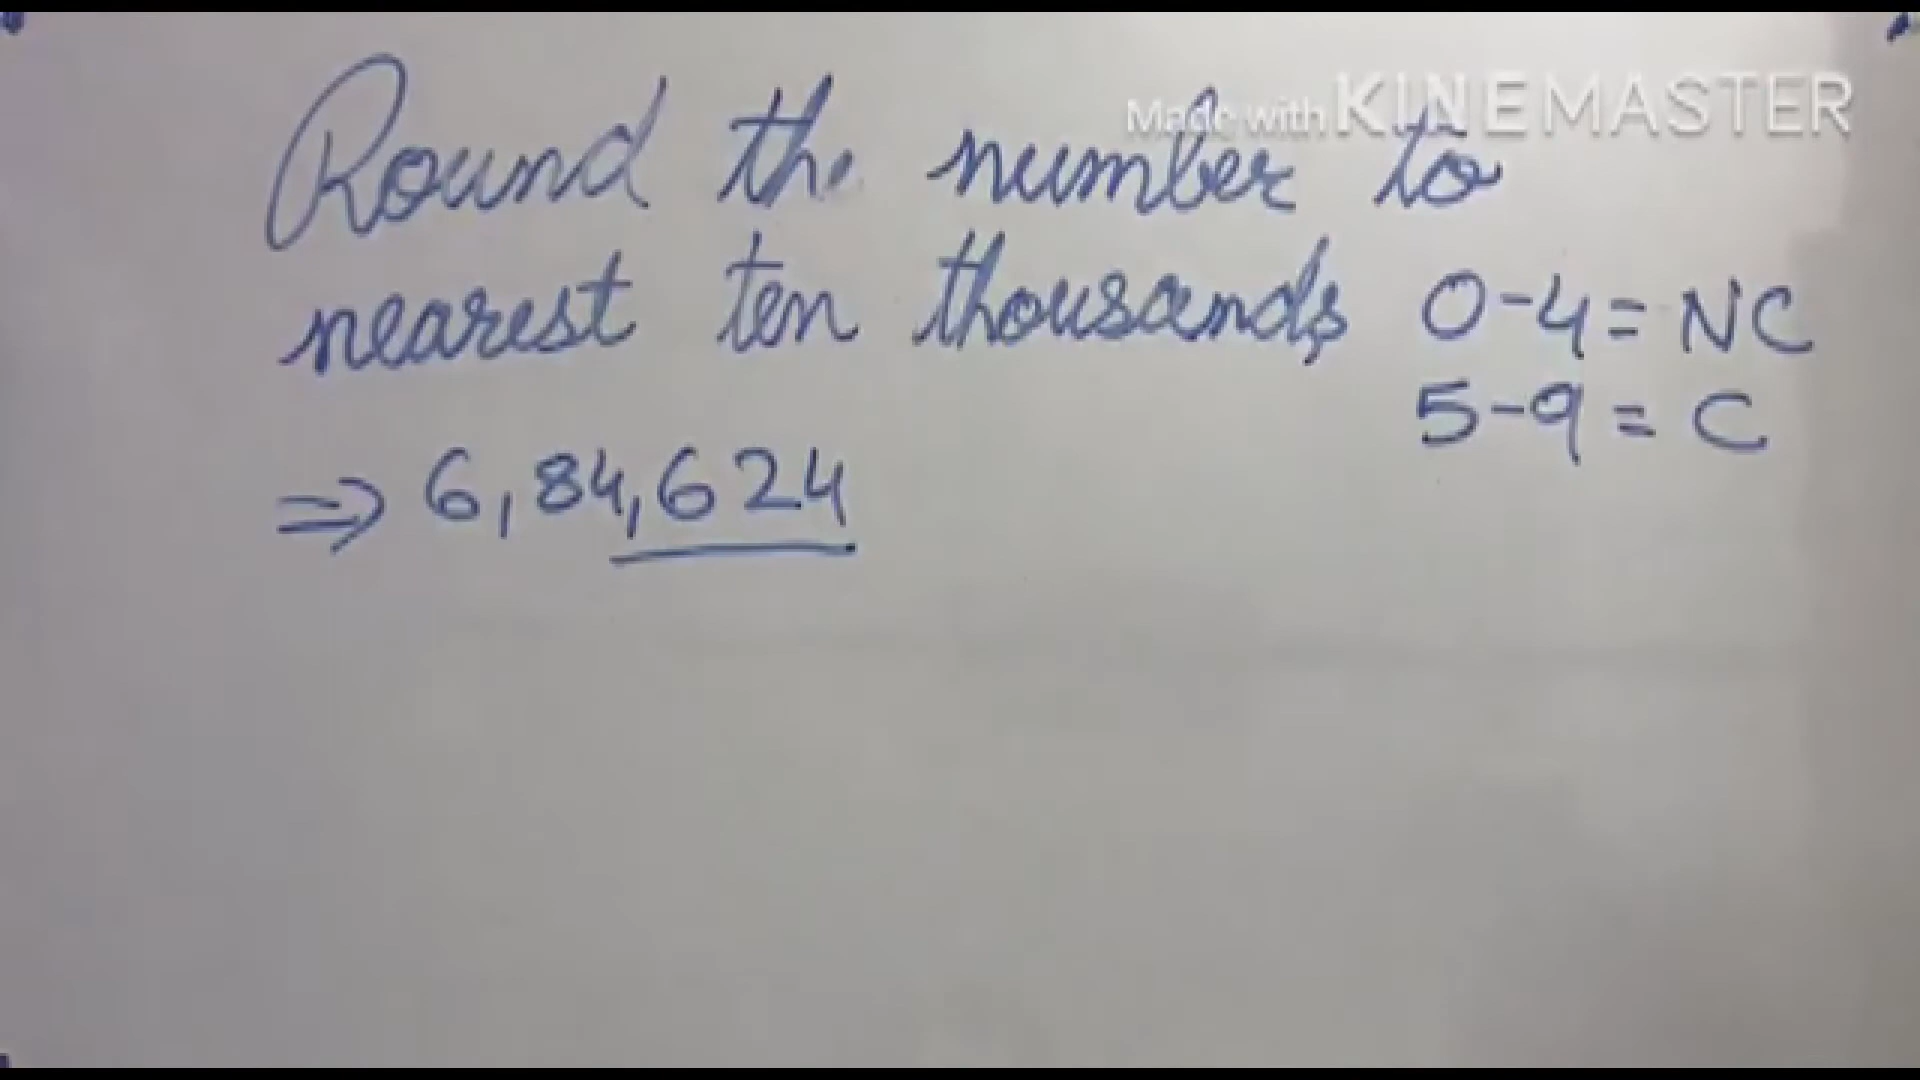 Made with KINEMASTER
Round the number to
nearest ten thousands
0-4 = NC
5-9 = C
⇒ 6,84,624